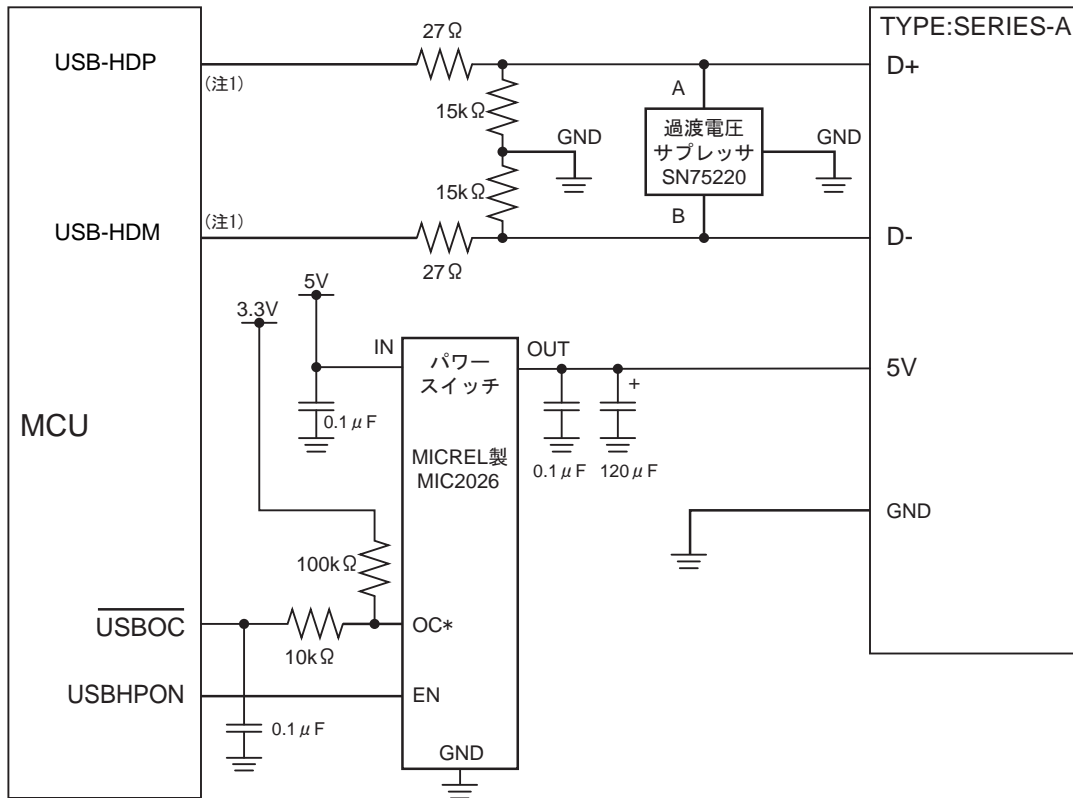 TYPE:SERIES-A
USB-HDP
(注1)
27Ω
D+
15kΩ
GND
A
過渡電圧
サプレッサ
SN75220
GND
15kΩ
B
USB-HDM
(注1)
27Ω
D-
5V
3.3V
IN
パワー
スイッチ
OUT
5V
+
0.1μF
MCU
MICREL製
MIC2026
0.1μF
120μF
GND
100kΩ
USBOC
10kΩ
OC*
USBHPON
EN
0.1μF
GND